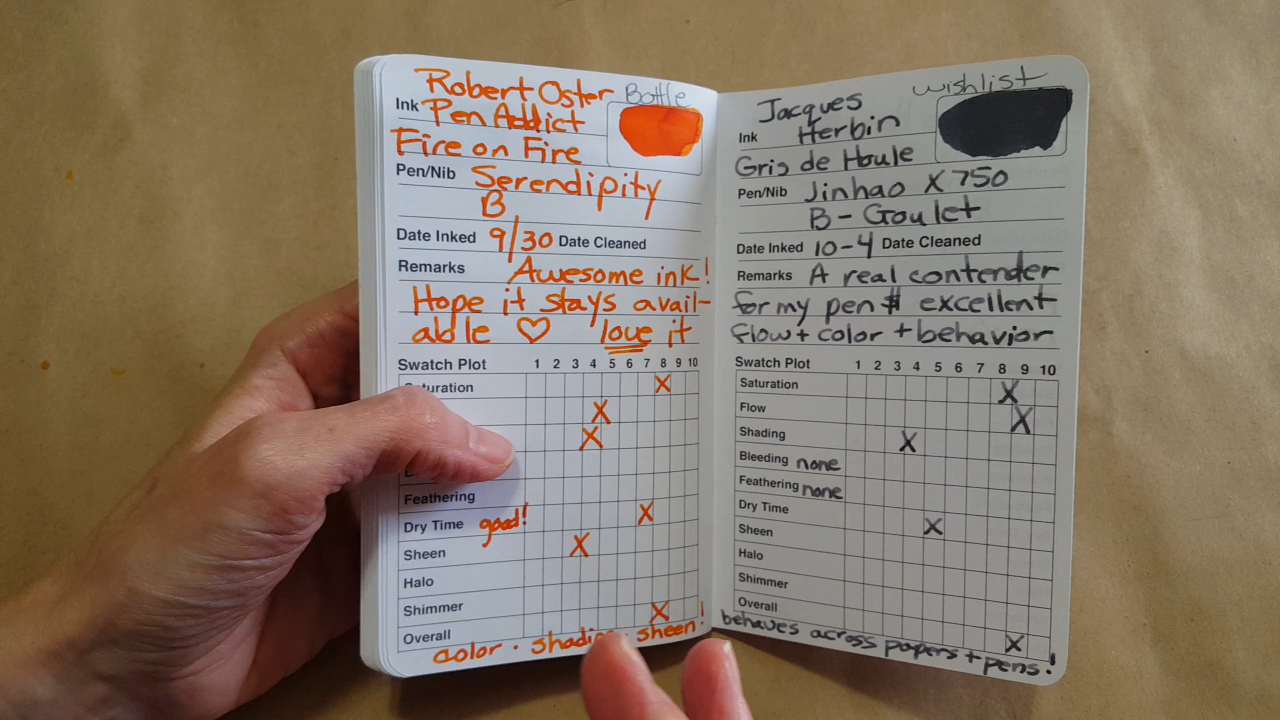 Robert Oster Bottle
Ink Pen Addict
Fire on Fire
Pen/Nib Serendipity
B
Date Inked 9/30 Date Cleaned
Remarks Awesome ink!
Hope it stays avail-
able ♡ love it
Swatch Plot 1 2 3 4 5 6 7 8 9 10
Saturation X
X
X
Feathering
Dry Time good! X
Sheen X
Halo
Shimmer X
Overall
color · shading · sheen!
wishlist
Jacques
Ink Herbin
Gris de Houle
Pen/Nib Jinhao X750
B - Goulet
Date Inked 10-4 Date Cleaned
Remarks A real contender
for my pen $ excellent
flow + color + behavior
Swatch Plot 1 2 3 4 5 6 7 8 9 10
Saturation X
Flow X
Shading X
Bleeding none
Feathering none
Dry Time
Sheen X
Halo
Shimmer
Overall X
behaves across papers + pens!